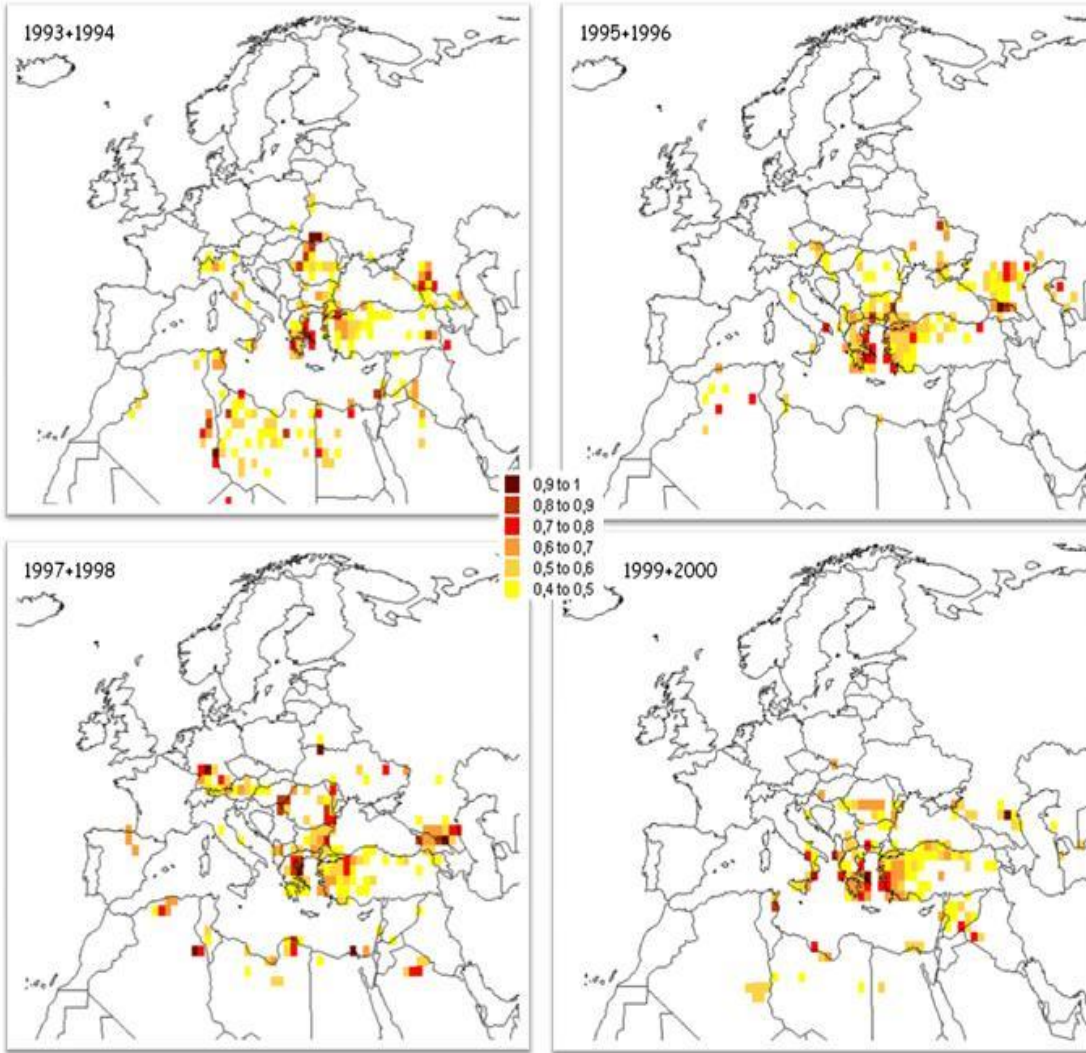 1993+1994
1995+1996
0,9 to 1
0,8 to 0,9
0,7 to 0,8
0,6 to 0,7
0,5 to 0,6
0,4 to 0,5
1997+1998
1999+2000